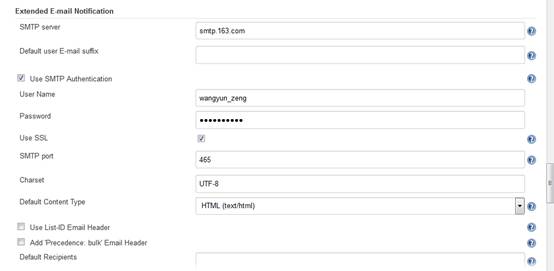 Extended E-mail Notification
SMTP server
smtp.163.com
Default user E-mail suffix
Use SMTP Authentication
User Name
wangyun_zeng
Password
••••••••••
Use SSL
SMTP port
465
Charset
UTF-8
Default Content Type
HTML (text/html)
Use List-ID Email Header
Add 'Precedence: bulk' Email Header
Default Recipients